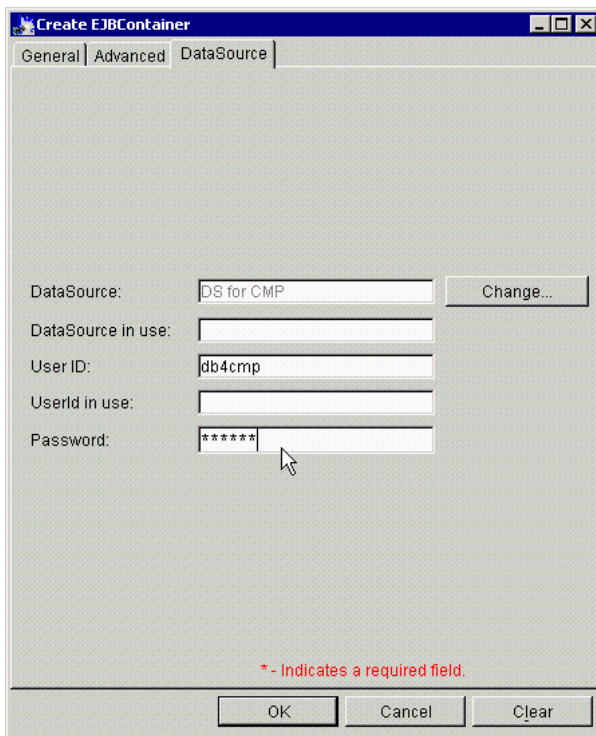 Create EJBContainer
General Advanced DataSource
DataSource: DS for CMP Change...
DataSource in use:
User ID: db4cmp
UserId in use:
Password: ******
* - Indicates a required field.
OK Cancel Clear